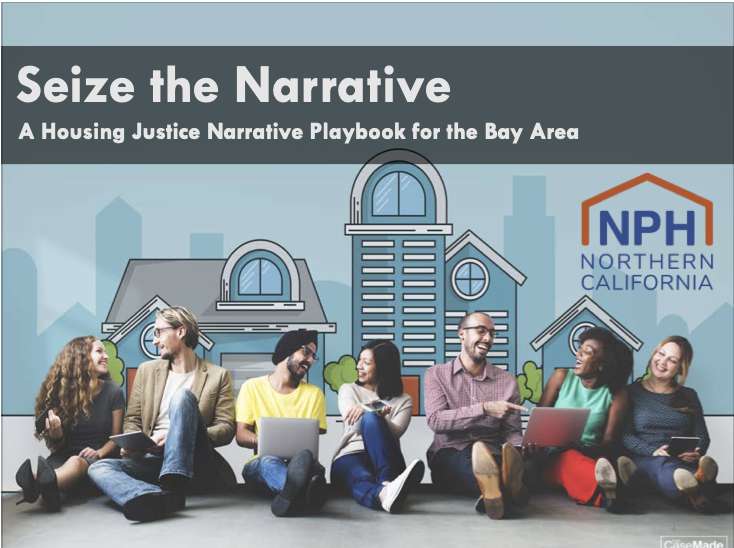 Seize the Narrative
A Housing Justice Narrative Playbook for the Bay Area
NPH
NORTHERN
CALIFORNIA
CaseMade